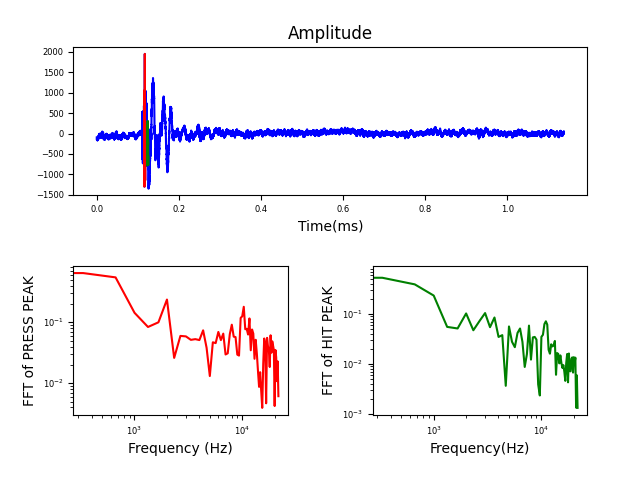 Amplitude
2000
1500
1000
500
0
−500
−1000
−1500
0.0 0.2 0.4 0.6 0.8 1.0
Time(ms)
FFT of PRESS PEAK
10⁻¹
10⁻²
10³ 10⁴
Frequency (Hz)
FFT of HIT PEAK
10⁻¹
10⁻²
10⁻³
10³ 10⁴
Frequency(Hz)